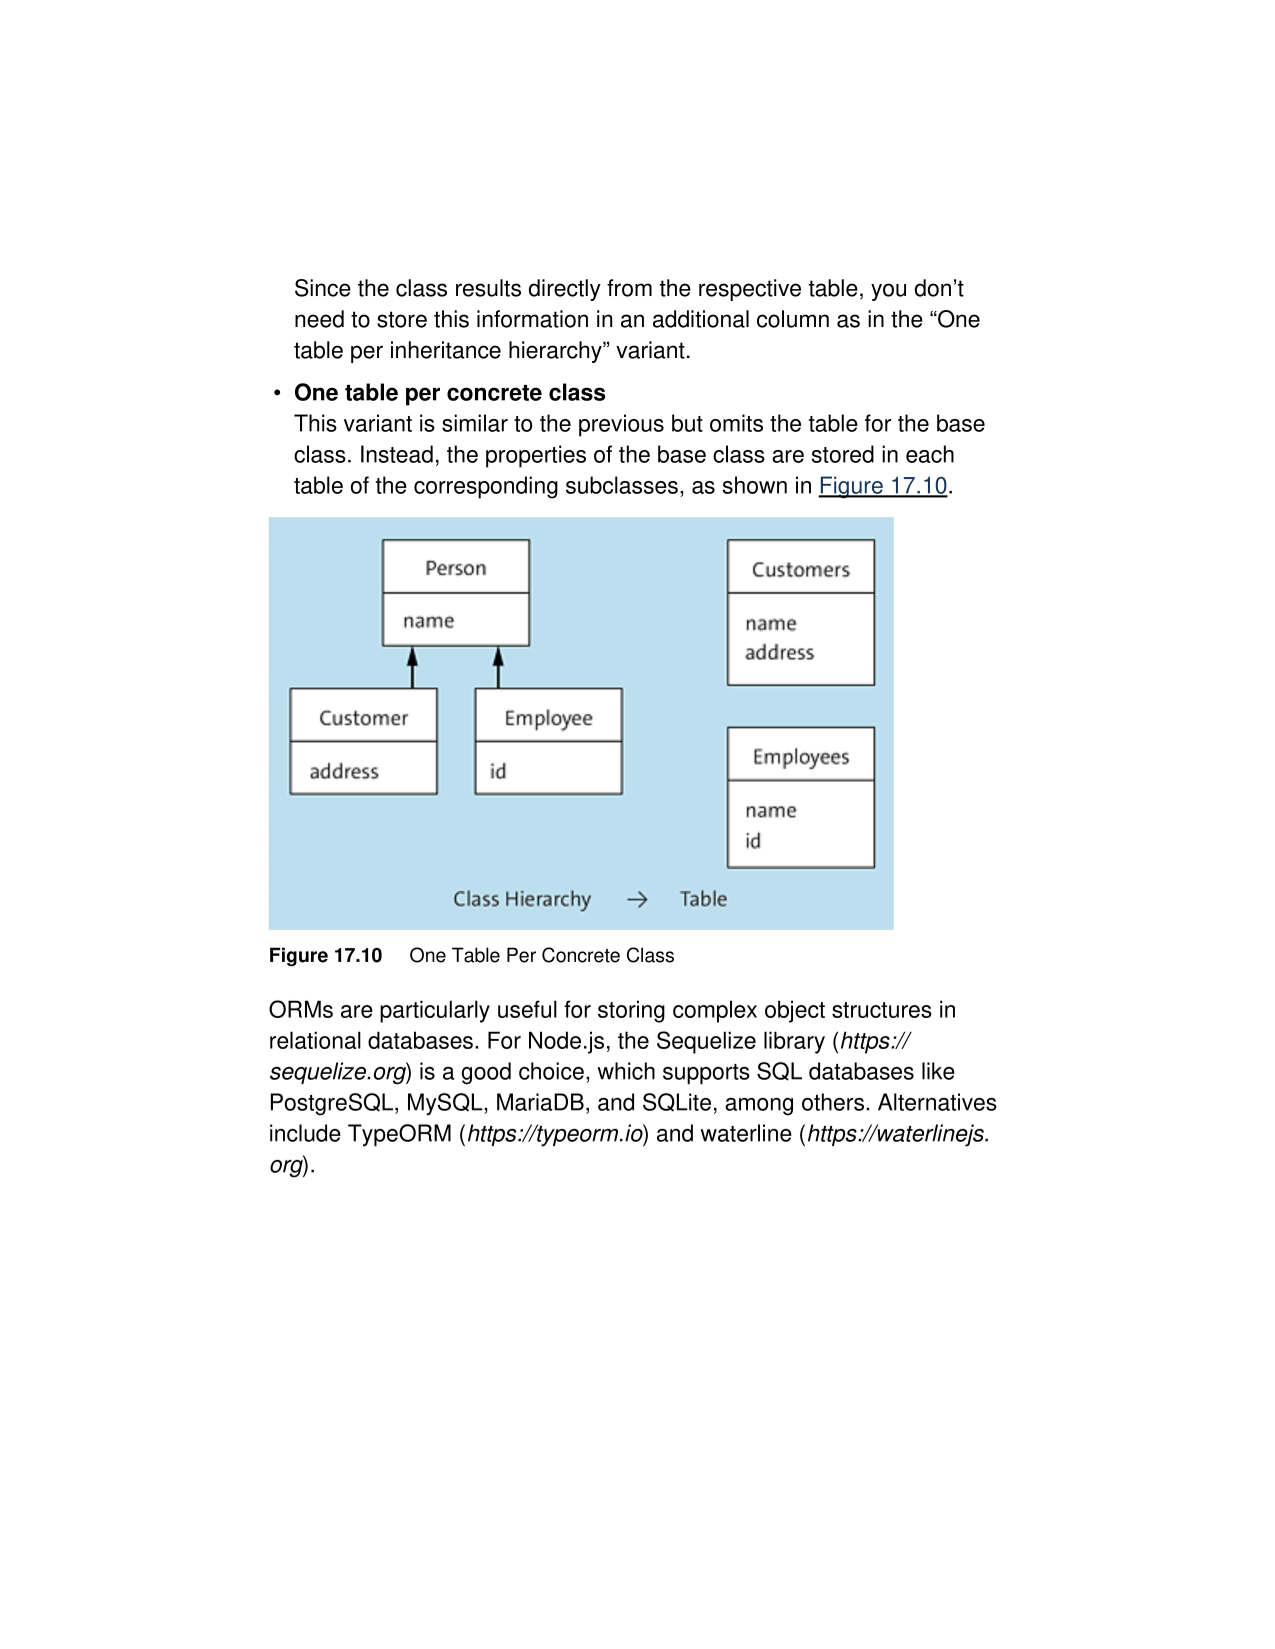 Since the class results directly from the respective table, you don’t
need to store this information in an additional column as in the “One
table per inheritance hierarchy” variant.
• One table per concrete class
This variant is similar to the previous but omits the table for the base
class. Instead, the properties of the base class are stored in each
table of the corresponding subclasses, as shown in Figure 17.10.
Person
name
Customer
address
Employee
id
Customers
name
address
Employees
name
id
Class Hierarchy → Table
Figure 17.10 One Table Per Concrete Class
ORMs are particularly useful for storing complex object structures in
relational databases. For Node.js, the Sequelize library (https://
sequelize.org) is a good choice, which supports SQL databases like
PostgreSQL, MySQL, MariaDB, and SQLite, among others. Alternatives
include TypeORM (https://typeorm.io) and waterline (https://waterlinejs.
org).